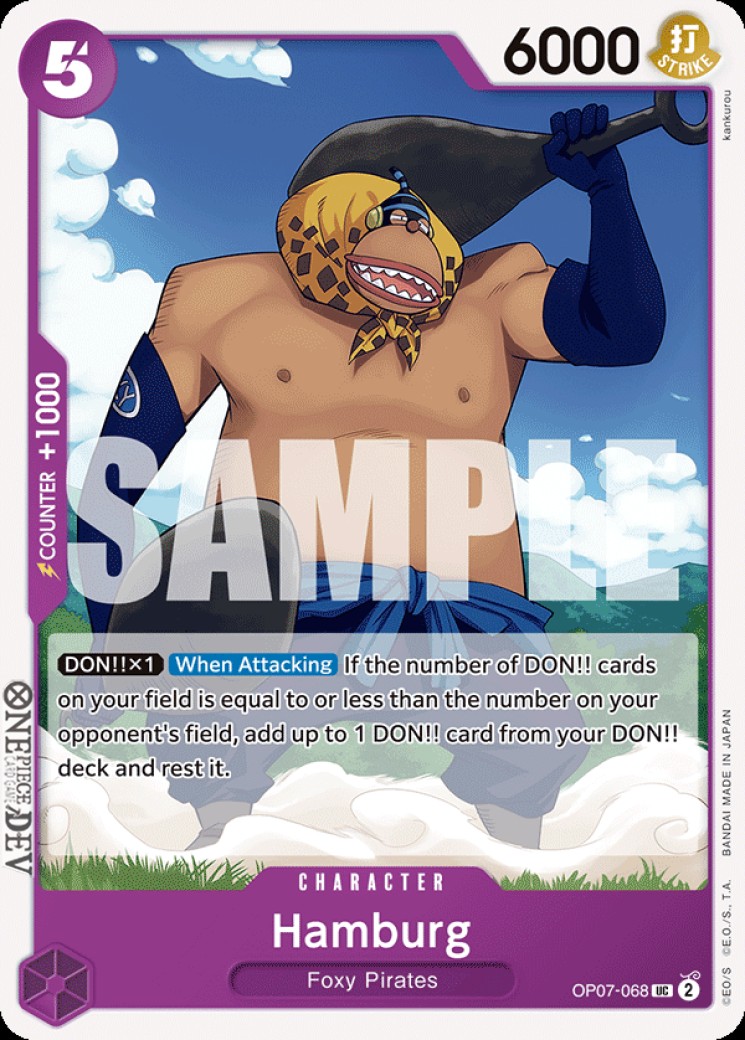 5
6000
打
STRIKE
kankurou
COUNTER +1000
SAMPLE
DON!!×1 When Attacking If the number of DON!! cards
on your field is equal to or less than the number on your
opponent's field, add up to 1 DON!! card from your DON!!
deck and rest it.
ONE PIECE
CARD GAME
/DEV
BANDAI MADE IN JAPAN
©EO/S ©E.O./S., T.A.
CHARACTER
Hamburg
Foxy Pirates
OP07-068 UC 2